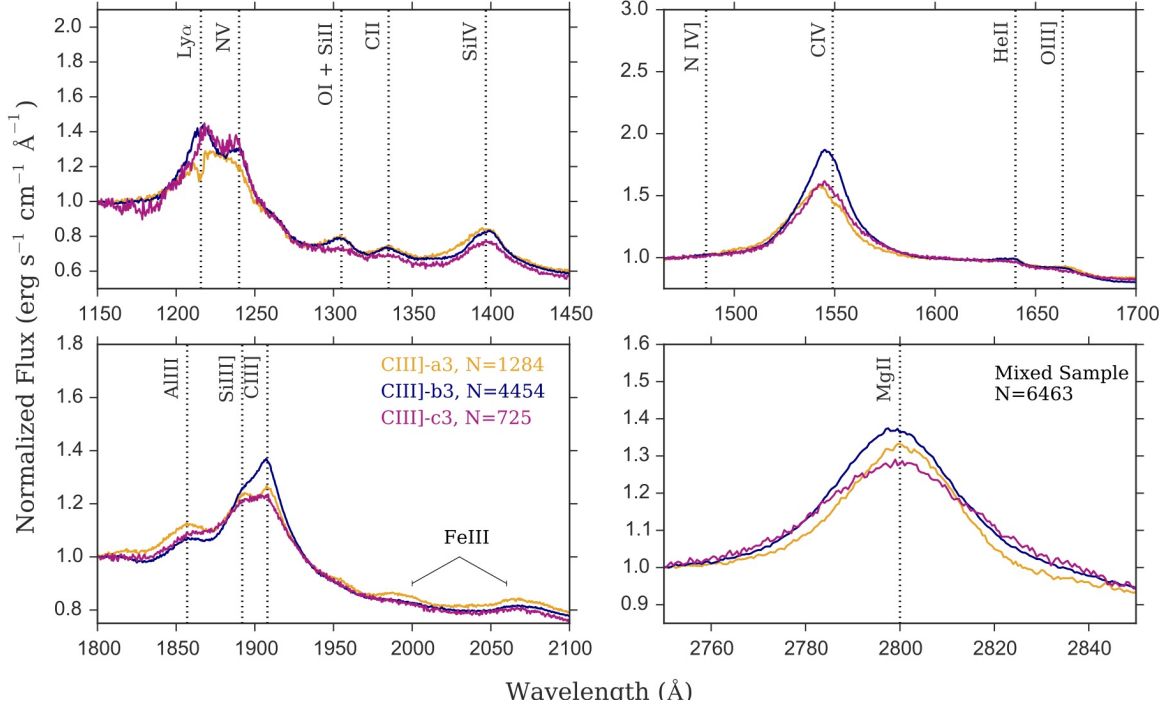 Normalized Flux (erg s⁻¹ cm⁻¹ Å⁻¹)
2.0
1.8
1.6
1.4
1.2
1.0
0.8
0.6
Lyα
NV
OI + SiII
CII
SiIV
1150 1200 1250 1300 1350 1400 1450
3.0
2.5
2.0
1.5
1.0
N IV]
CIV
HeII
OIII]
1500 1550 1600 1650 1700
1.8
1.6
1.4
1.2
1.0
0.8
AlIII
SiIII]
CIII]
CIII]-a3, N=1284
CIII]-b3, N=4454
CIII]-c3, N=725
FeIII
1800 1850 1900 1950 2000 2050 2100
1.6
1.5
1.4
1.3
1.2
1.1
1.0
0.9
MgII
Mixed Sample
N=6463
2760 2780 2800 2820 2840
Wavelength (Å)